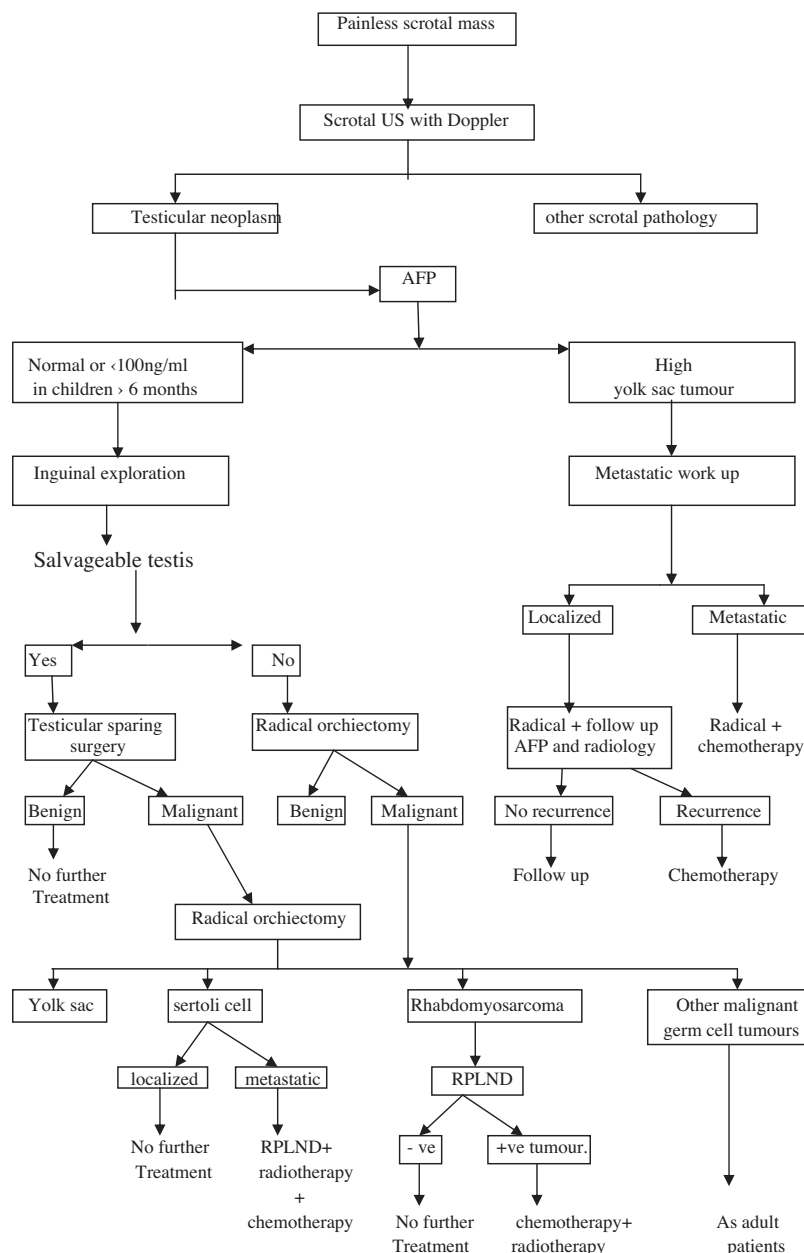 Painless scrotal mass
Scrotal US with Doppler
Testicular neoplasm
other scrotal pathology
AFP
Normal or ‹100ng/ml
in children › 6 months
High
yolk sac tumour
Inguinal exploration
Metastatic work up
Salvageable testis
Localized
Metastatic
Yes
No
Testicular sparing
surgery
Radical orchiectomy
Radical + follow up
AFP and radiology
Radical +
chemotherapy
Benign
Malignant
Benign
Malignant
No recurrence
Recurrence
No further
Treatment
Follow up
Chemotherapy
Radical orchiectomy
Yolk sac
sertoli cell
Rhabdomyosarcoma
Other malignant
germ cell tumours
localized
metastatic
RPLND
No further
Treatment
RPLND+
radiotherapy
+
chemotherapy
- ve
+ve tumour.
No further
Treatment
chemotherapy+
radiotherapy
As adult
patients